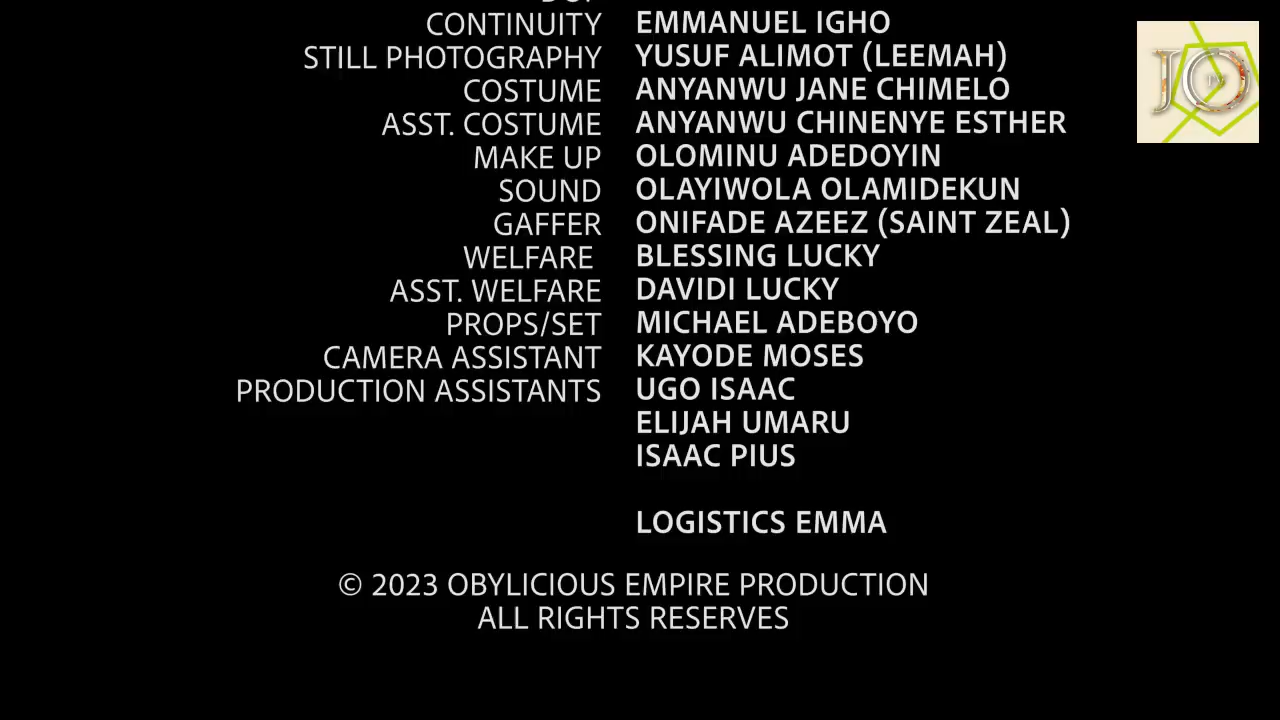 CONTINUITY EMMANUEL IGHO
STILL PHOTOGRAPHY YUSUF ALIMOT (LEEMAH)
COSTUME ANYANWU JANE CHIMELO
ASST. COSTUME ANYANWU CHINENYE ESTHER
MAKE UP OLOMINU ADEDOYIN
SOUND OLAYIWOLA OLAMIDEKUN
GAFFER ONIFADE AZEEZ (SAINT ZEAL)
WELFARE BLESSING LUCKY
ASST. WELFARE DAVIDI LUCKY
PROPS/SET MICHAEL ADEBOYO
CAMERA ASSISTANT KAYODE MOSES
PRODUCTION ASSISTANTS UGO ISAAC
ELIJAH UMARU
ISAAC PIUS
LOGISTICS EMMA
© 2023 OBYLICIOUS EMPIRE PRODUCTION
ALL RIGHTS RESERVES
JO
TV